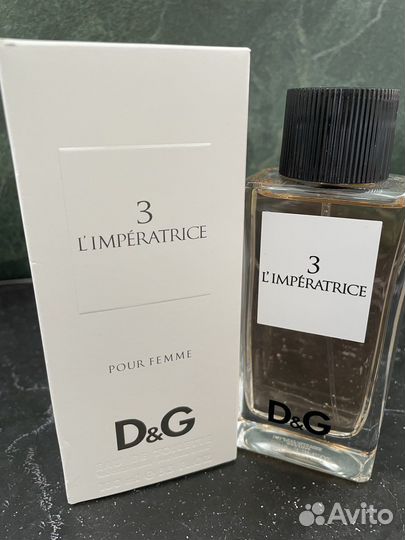 3
L'IMPÉRATRICE
POUR FEMME
D&G
3
L'IMPÉRATRICE
D&G
Avito